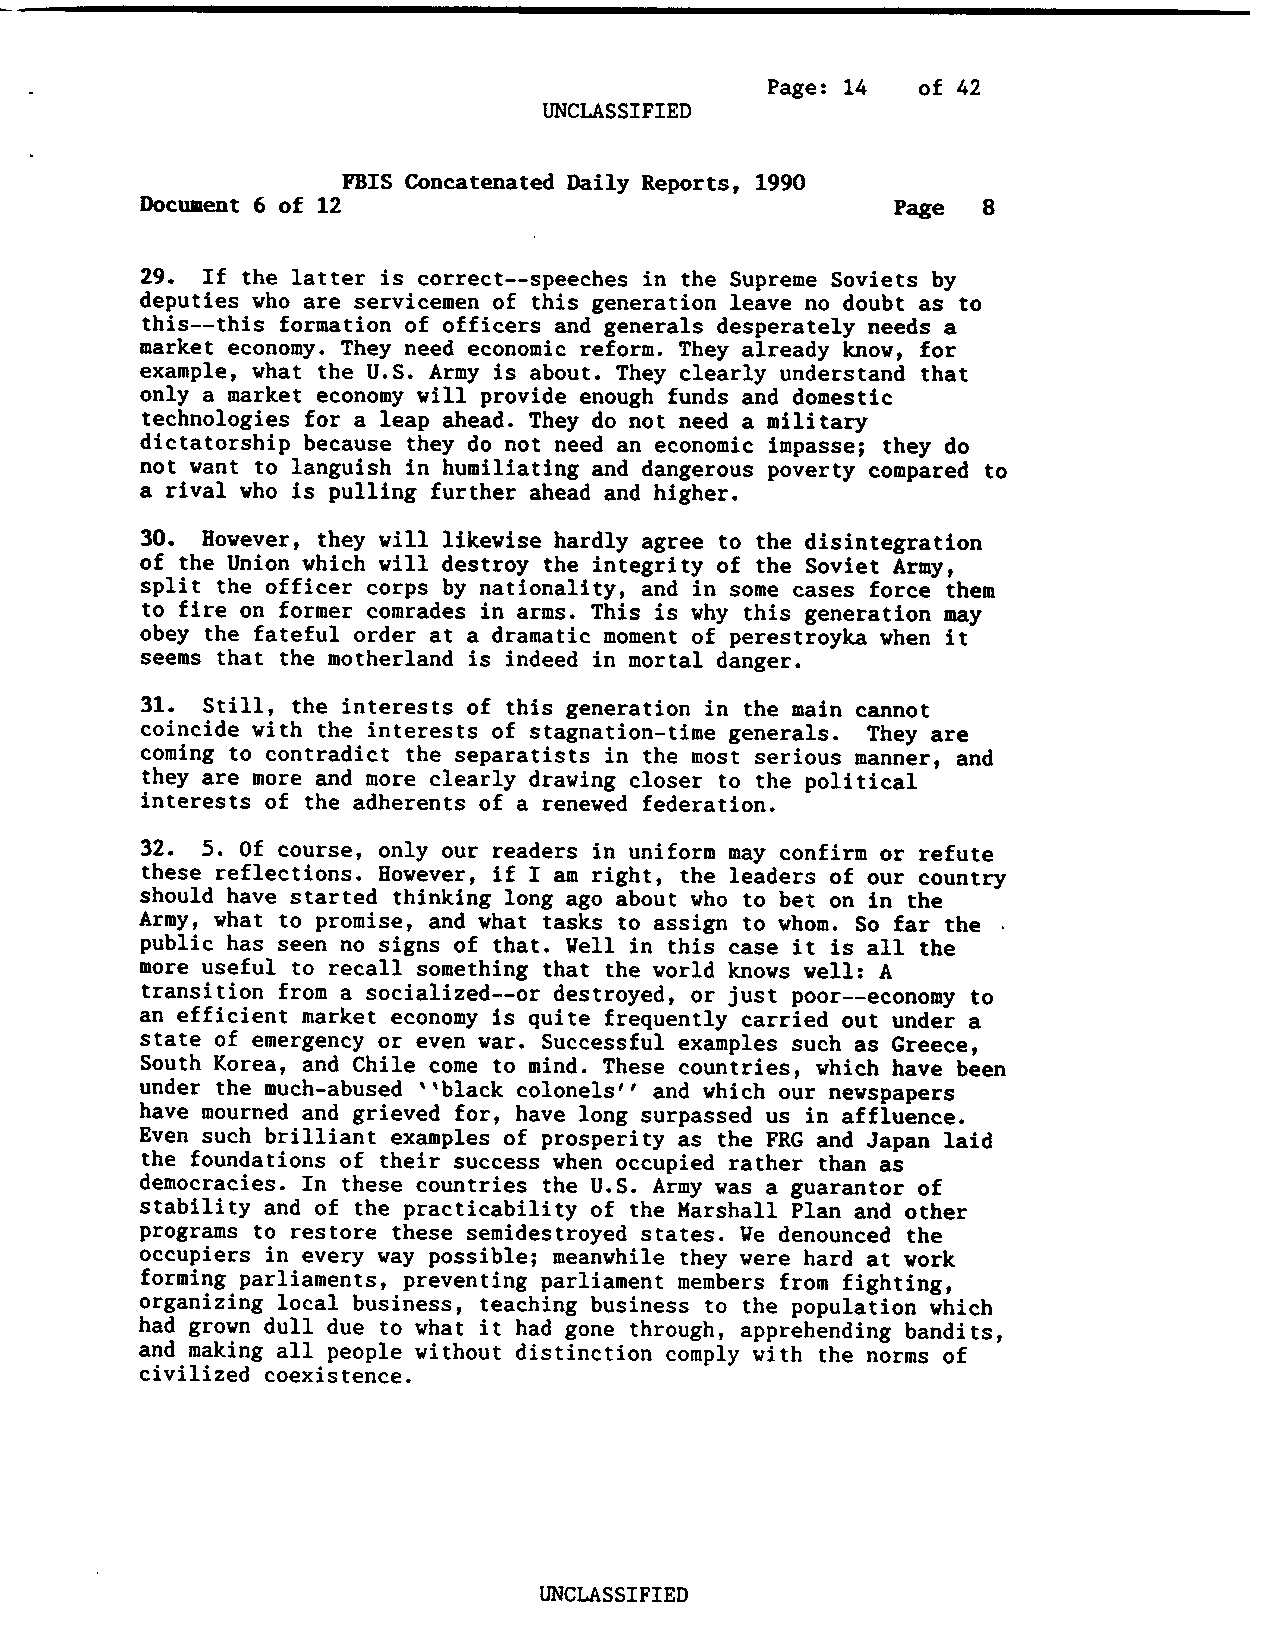 Page: 14 of 42
UNCLASSIFIED
FBIS Concatenated Daily Reports, 1990
Document 6 of 12 Page 8
29. If the latter is correct--speeches in the Supreme Soviets by
deputies who are servicemen of this generation leave no doubt as to
this--this formation of officers and generals desperately needs a
market economy. They need economic reform. They already know, for
example, what the U.S. Army is about. They clearly understand that
only a market economy will provide enough funds and domestic
technologies for a leap ahead. They do not need a military
dictatorship because they do not need an economic impasse; they do
not want to languish in humiliating and dangerous poverty compared to
a rival who is pulling further ahead and higher.
30. However, they will likewise hardly agree to the disintegration
of the Union which will destroy the integrity of the Soviet Army,
split the officer corps by nationality, and in some cases force them
to fire on former comrades in arms. This is why this generation may
obey the fateful order at a dramatic moment of perestroyka when it
seems that the motherland is indeed in mortal danger.
31. Still, the interests of this generation in the main cannot
coincide with the interests of stagnation-time generals. They are
coming to contradict the separatists in the most serious manner, and
they are more and more clearly drawing closer to the political
interests of the adherents of a renewed federation.
32. 5. Of course, only our readers in uniform may confirm or refute
these reflections. However, if I am right, the leaders of our country
should have started thinking long ago about who to bet on in the
Army, what to promise, and what tasks to assign to whom. So far the
public has seen no signs of that. Well in this case it is all the
more useful to recall something that the world knows well: A
transition from a socialized--or destroyed, or just poor--economy to
an efficient market economy is quite frequently carried out under a
state of emergency or even war. Successful examples such as Greece,
South Korea, and Chile come to mind. These countries, which have been
under the much-abused ``black colonels'' and which our newspapers
have mourned and grieved for, have long surpassed us in affluence.
Even such brilliant examples of prosperity as the FRG and Japan laid
the foundations of their success when occupied rather than as
democracies. In these countries the U.S. Army was a guarantor of
stability and of the practicability of the Marshall Plan and other
programs to restore these semidestroyed states. We denounced the
occupiers in every way possible; meanwhile they were hard at work
forming parliaments, preventing parliament members from fighting,
organizing local business, teaching business to the population which
had grown dull due to what it had gone through, apprehending bandits,
and making all people without distinction comply with the norms of
civilized coexistence.
UNCLASSIFIED